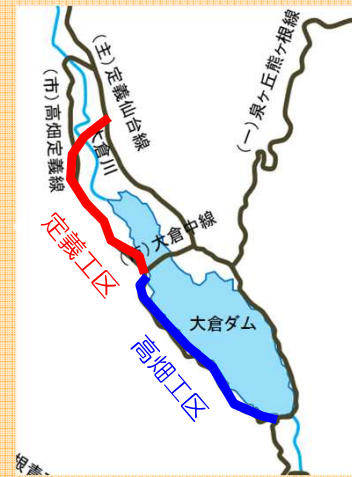 (主)定義仙台線
(一)泉ヶ丘熊ヶ根線
(市)高畑定義線
大倉川
定義工区
大倉中線
大倉ダム
高畑工区
根青